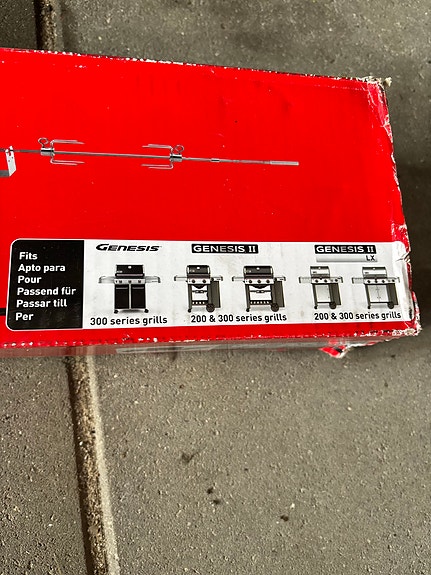 Fits
Apto para
Pour
Passend für
Passar till
Per
GENESIS
300 series grills
GENESIS II
200 & 300 series grills
GENESIS II
LX
200 & 300 series grills